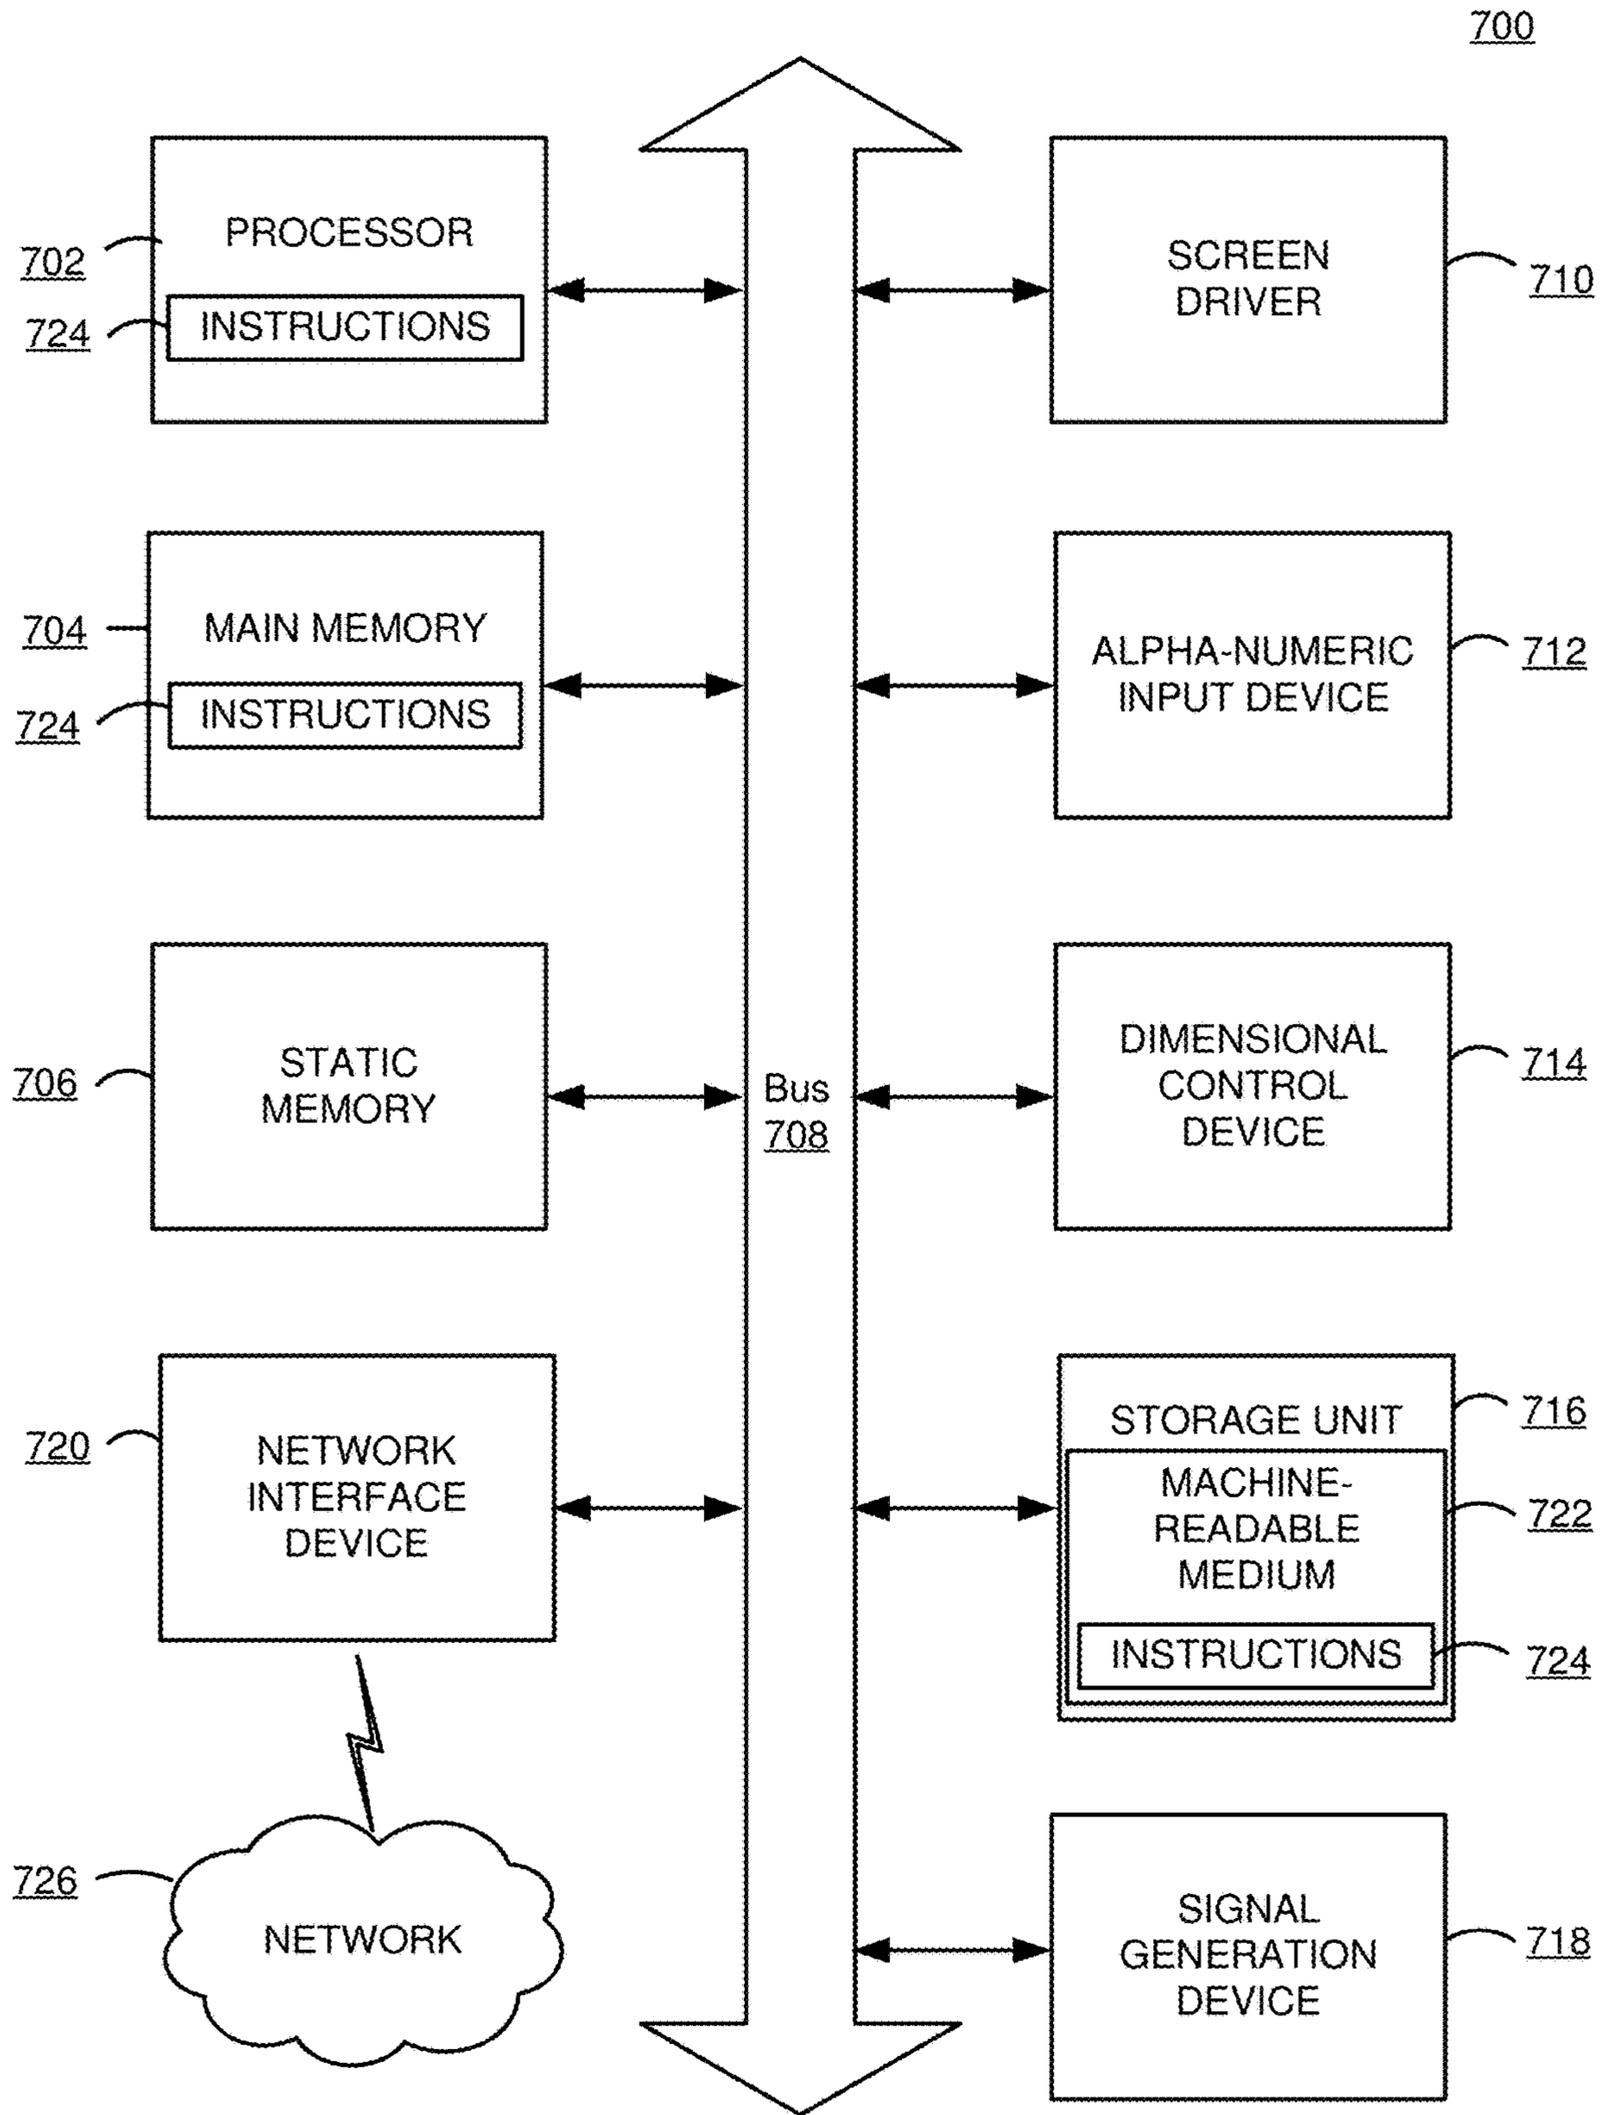 700
PROCESSOR
702
INSTRUCTIONS
724
SCREEN
DRIVER
710
MAIN MEMORY
704
INSTRUCTIONS
724
ALPHA-NUMERIC
INPUT DEVICE
712
STATIC
MEMORY
706
Bus
708
DIMENSIONAL
CONTROL
DEVICE
714
NETWORK
INTERFACE
DEVICE
720
STORAGE UNIT
716
MACHINE-
READABLE
MEDIUM
722
INSTRUCTIONS
724
NETWORK
726
SIGNAL
GENERATION
DEVICE
718